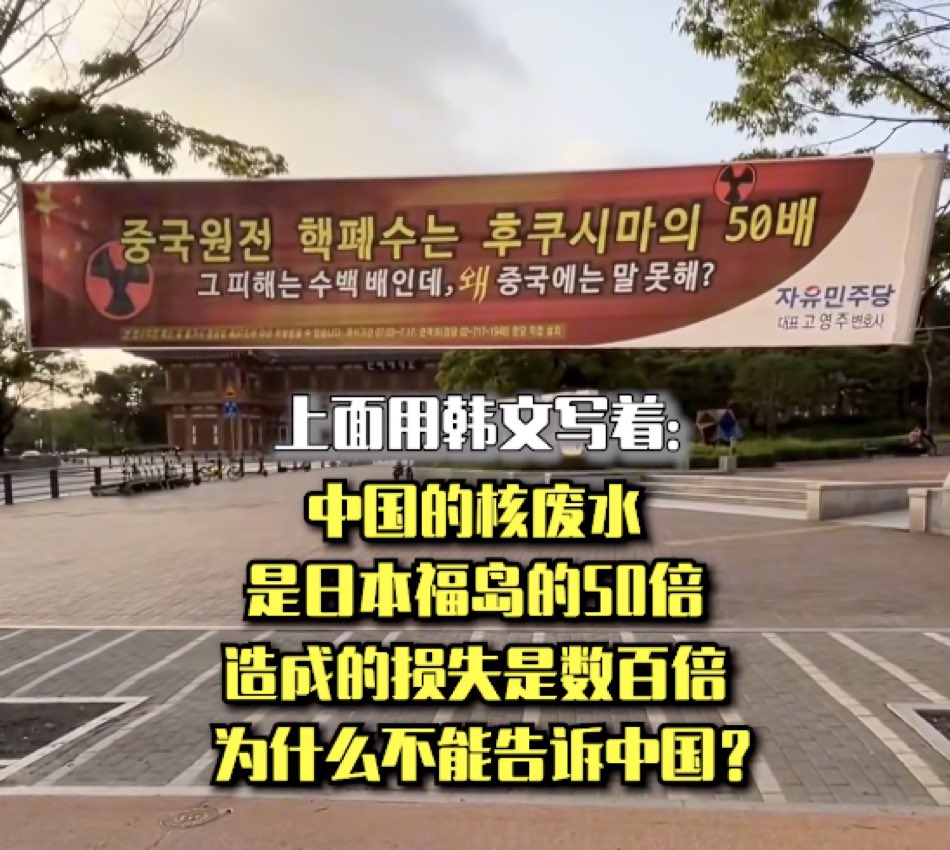 중국원전 핵폐수는 후쿠시마의 50배
그 피해는 수백 배인데, 왜 중국에는 말 못해?
자유민주당
대표 고영주 변호사
上面用韩文写着:
中国的核废水
是日本福岛的50倍
造成的损失是数百倍
为什么不能告诉中国?